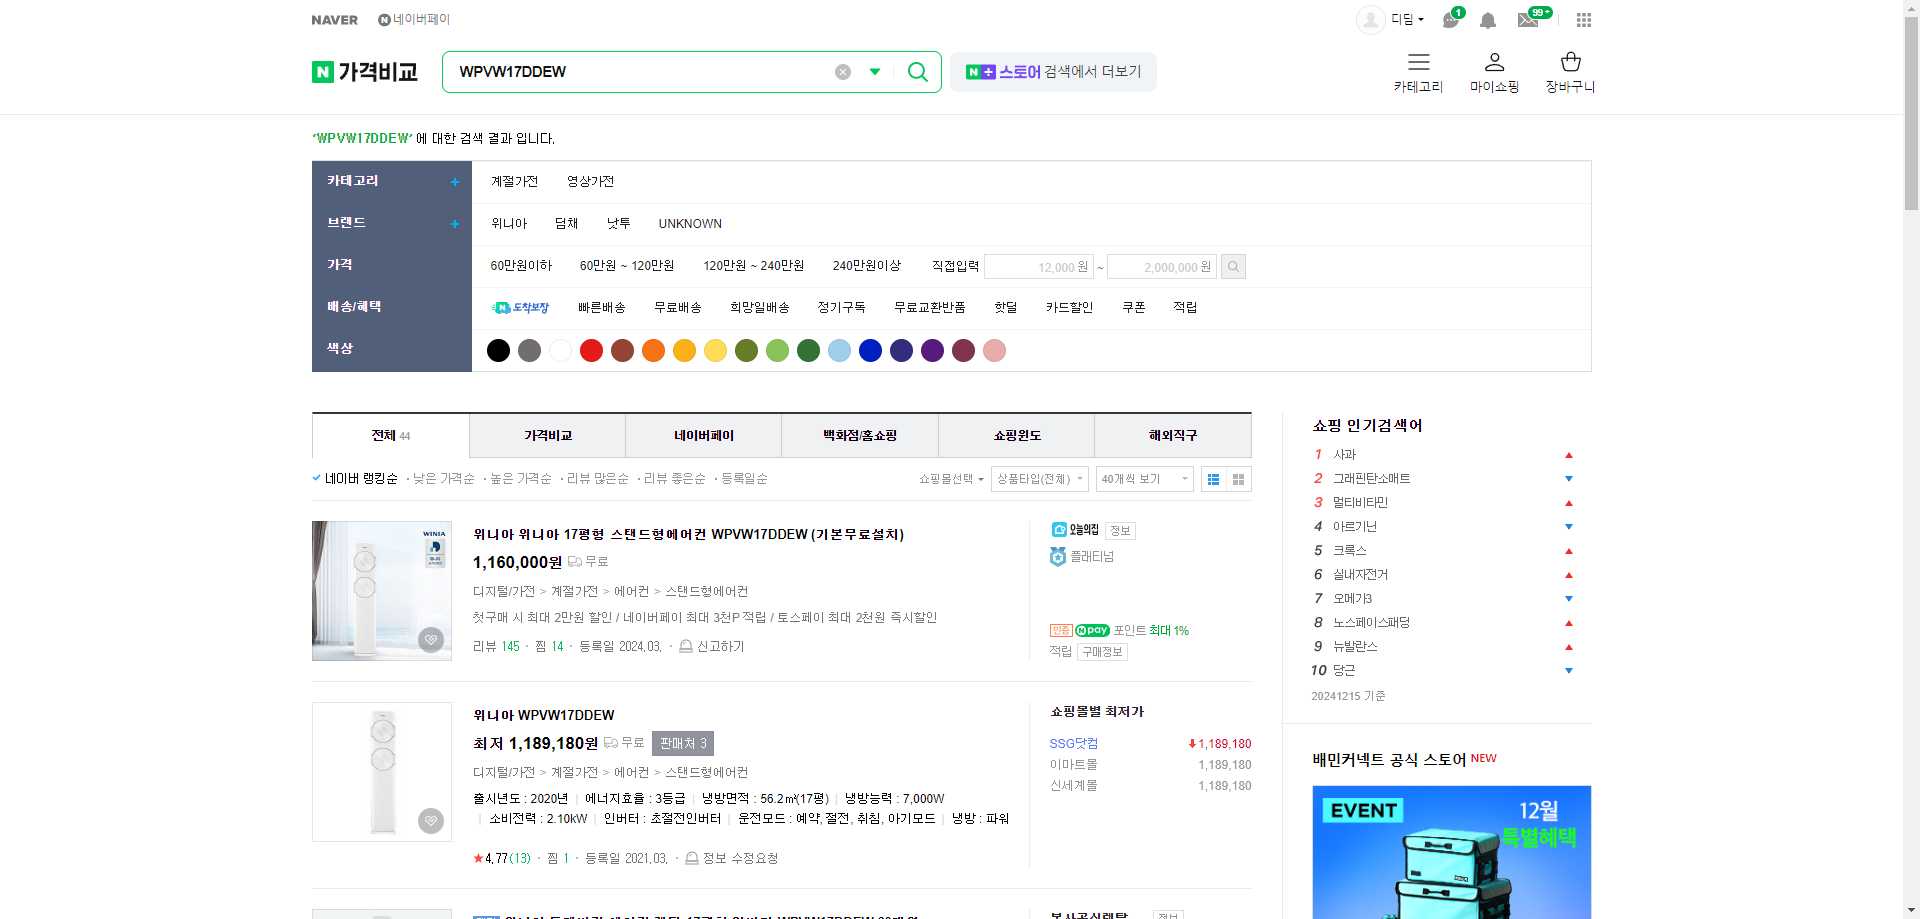 NAVER 네이버페이 디딤 1 99+
N 가격비교 WPVW17DDEW N+ 스토어 검색에서 더보기 카테고리 마이쇼핑 장바구니
'WPVW17DDEW' 에 대한 검색 결과 입니다.
카테고리 + 계절가전 영상가전
브랜드 + 위니아 딤채 낫투 UNKNOWN
가격 60만원이하 60만원 ~ 120만원 120만원 ~ 240만원 240만원이상 직접입력 12,000 원 ~ 2,000,000 원
배송/혜택 N 도착보장 빠른배송 무료배송 희망일배송 정기구독 무료교환반품 핫딜 카드할인 쿠폰 적립
색상
전체 44 가격비교 네이버페이 백화점/홈쇼핑 쇼핑윈도 해외직구
네이버 랭킹순 · 낮은 가격순 · 높은 가격순 · 리뷰 많은순 · 리뷰 좋은순 · 등록일순 쇼핑몰선택 상품타입(전체) 40개씩 보기
WINIA
위니아 위니아 17평형 스탠드형에어컨 WPVW17DDEW (기본무료설치)
1,160,000원 무료
디지털/가전 > 계절가전 > 에어컨 > 스탠드형에어컨
첫구매 시 최대 2만원 할인 / 네이버페이 최대 3천P 적립 / 토스페이 최대 2천원 즉시할인
리뷰 145 · 찜 14 · 등록일 2024.03. · 신고하기
오늘의집 정보
플래티넘
인증 N pay 포인트 최대 1%
적립 구매정보
위니아 WPVW17DDEW
최저 1,189,180원 무료 판매처 3
디지털/가전 > 계절가전 > 에어컨 > 스탠드형에어컨
출시년도 : 2020년 | 에너지효율 : 3등급 | 냉방면적 : 56.2㎡(17평) | 냉방능력 : 7,000W
| 소비전력 : 2.10kW | 인버터 : 초절전인버터 | 운전모드 : 예약, 절전, 취침, 아기모드 | 냉방 : 파워
★4.77(13) · 찜 1 · 등록일 2021.03. · 정보 수정요청
쇼핑몰별 최저가
SSG닷컴 1,189,180
이마트몰 1,189,180
신세계몰 1,189,180
쇼핑 인기검색어
1 사과
2 그래핀탄소매트
3 멀티비타민
4 아르기닌
5 크록스
6 실내자전거
7 오메가3
8 노스페이스패딩
9 뉴발란스
10 당근
20241215 기준
배민커넥트 공식 스토어 NEW
EVENT 12월
특별혜택